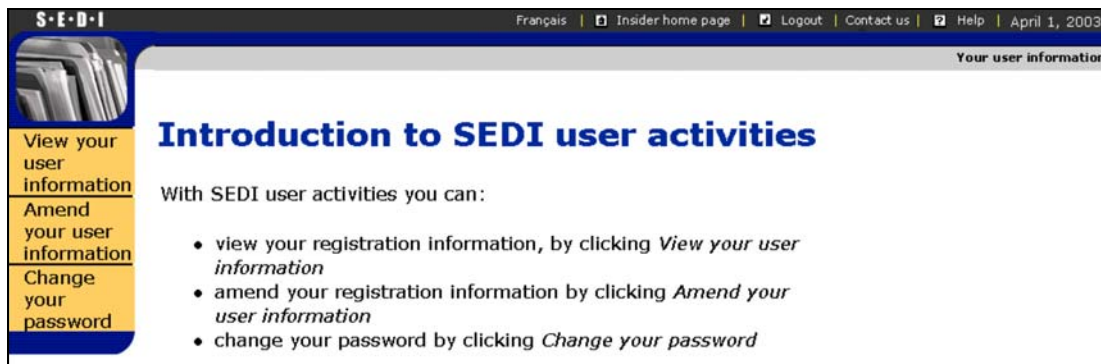 S•E•D•I
Français | Insider home page | Logout | Contact us | Help | April 1, 2003
Your user information
View your
user
information
Amend
your user
information
Change
your
password
Introduction to SEDI user activities
With SEDI user activities you can:
• view your registration information, by clicking View your user
information
• amend your registration information by clicking Amend your
user information
• change your password by clicking Change your password